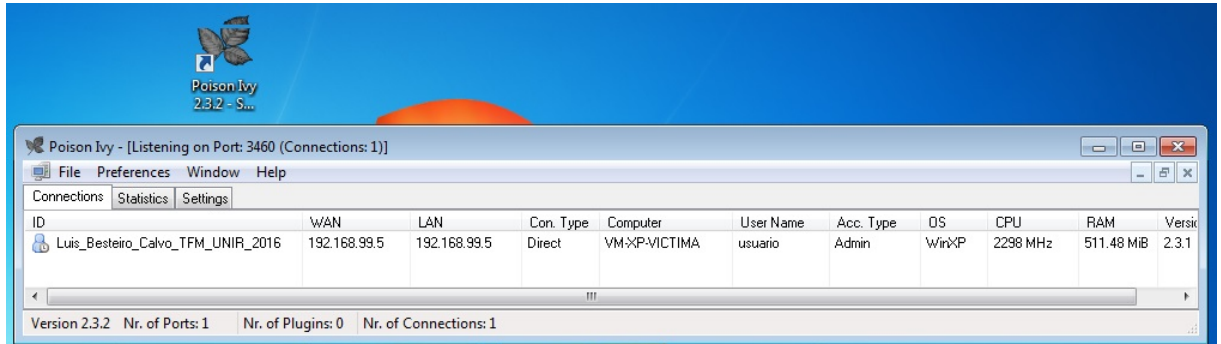 Poison Ivy
2.3.2 - S...
Poison Ivy - [Listening on Port: 3460 (Connections: 1)]
File Preferences Window Help
Connections Statistics Settings
ID WAN LAN Con. Type Computer User Name Acc. Type OS CPU RAM Versic
Luis_Besteiro_Calvo_TFM_UNIR_2016 192.168.99.5 192.168.99.5 Direct VM-XP-VICTIMA usuario Admin WinXP 2298 MHz 511.48 MiB 2.3.1
Version 2.3.2 Nr. of Ports: 1 Nr. of Plugins: 0 Nr. of Connections: 1